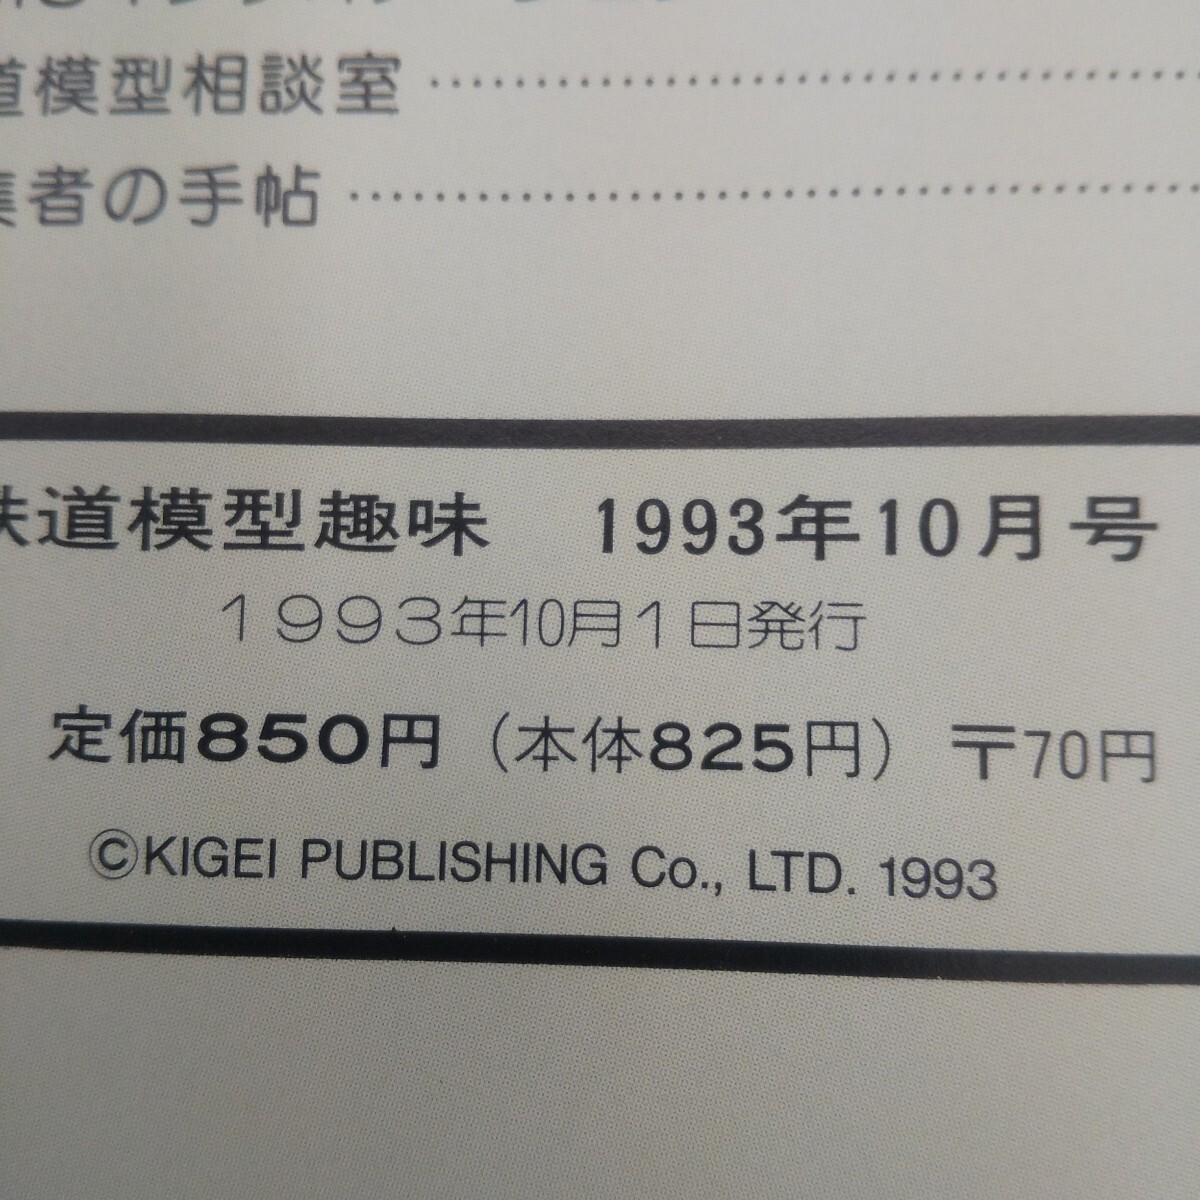 道模型相談室 ‥‥‥‥‥‥‥‥‥‥‥‥‥‥
集者の手帖 ‥‥‥‥‥‥‥‥‥‥‥‥‥‥‥‥
鉄道模型趣味 1993年10月号
1993年10月1日発行
定価850円（本体825円）〒70円
©KIGEI PUBLISHING Co., LTD. 1993